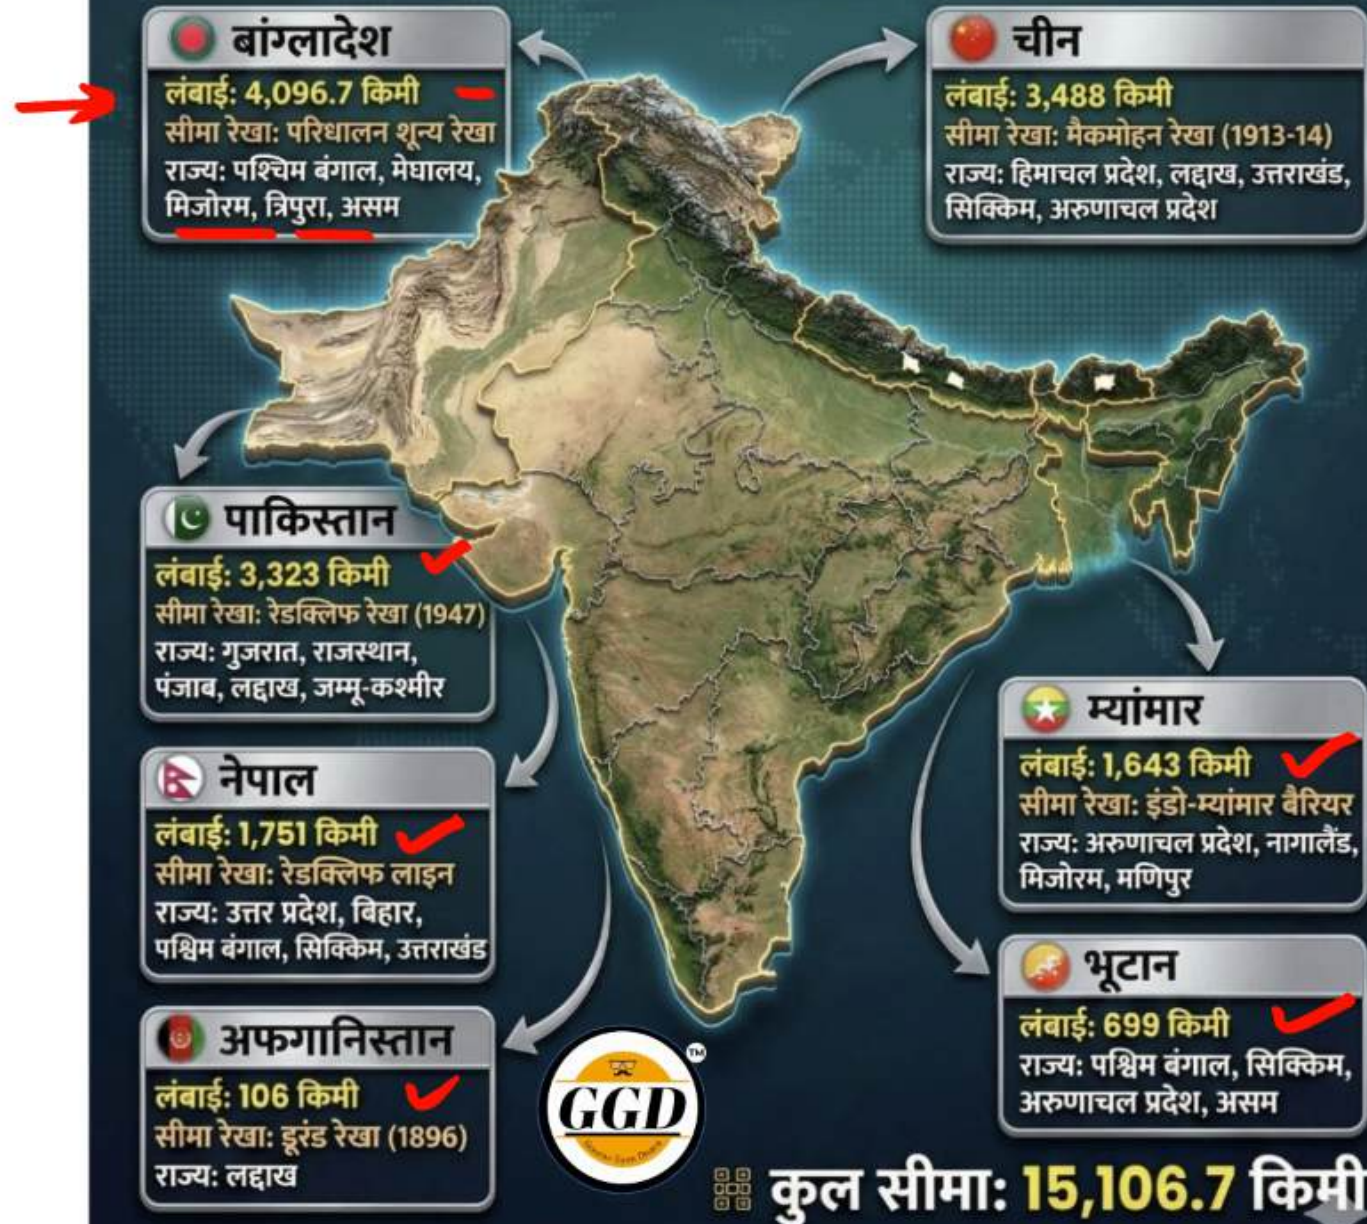 बांग्लादेश
लंबाई: 4,096.7 किमी
सीमा रेखा: परिधालन शून्य रेखा
राज्य: पश्चिम बंगाल, मेघालय,
मिजोरम, त्रिपुरा, असम
चीन
लंबाई: 3,488 किमी
सीमा रेखा: मैकमोहन रेखा (1913-14)
राज्य: हिमाचल प्रदेश, लद्दाख, उत्तराखंड,
सिक्किम, अरुणाचल प्रदेश
पाकिस्तान
लंबाई: 3,323 किमी
सीमा रेखा: रेडक्लिफ रेखा (1947)
राज्य: गुजरात, राजस्थान,
पंजाब, लद्दाख, जम्मू-कश्मीर
नेपाल
लंबाई: 1,751 किमी
सीमा रेखा: रेडक्लिफ लाइन
राज्य: उत्तर प्रदेश, बिहार,
पश्चिम बंगाल, सिक्किम, उत्तराखंड
अफगानिस्तान
लंबाई: 106 किमी
सीमा रेखा: डूरंड रेखा (1896)
राज्य: लद्दाख
म्यांमार
लंबाई: 1,643 किमी
सीमा रेखा: इंडो-म्यांमार बैरियर
राज्य: अरुणाचल प्रदेश, नागालैंड,
मिजोरम, मणिपुर
भूटान
लंबाई: 699 किमी
राज्य: पश्चिम बंगाल, सिक्किम,
अरुणाचल प्रदेश, असम
GGD
TM
कुल सीमा: 15,106.7 किमी